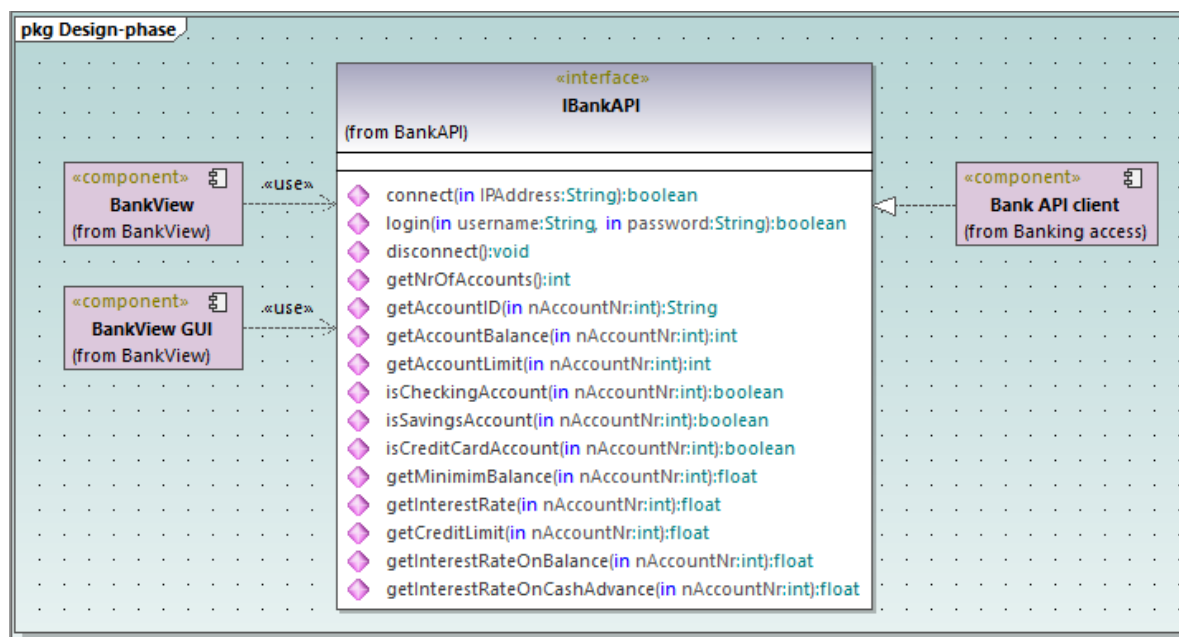 pkg Design-phase
«interface»
IBankAPI
(from BankAPI)
«component»
BankView
(from BankView)
«use»
«component»
BankView GUI
(from BankView)
«use»
connect(in IPAddress:String):boolean
login(in username:String, in password:String):boolean
disconnect():void
getNrOfAccounts():int
getAccountID(in nAccountNr:int):String
getAccountBalance(in nAccountNr:int):int
getAccountLimit(in nAccountNr:int):int
isCheckingAccount(in nAccountNr:int):boolean
isSavingsAccount(in nAccountNr:int):boolean
isCreditCardAccount(in nAccountNr:int):boolean
getMinimimBalance(in nAccountNr:int):float
getInterestRate(in nAccountNr:int):float
getCreditLimit(in nAccountNr:int):float
getInterestRateOnBalance(in nAccountNr:int):float
getInterestRateOnCashAdvance(in nAccountNr:int):float
«component»
Bank API client
(from Banking access)